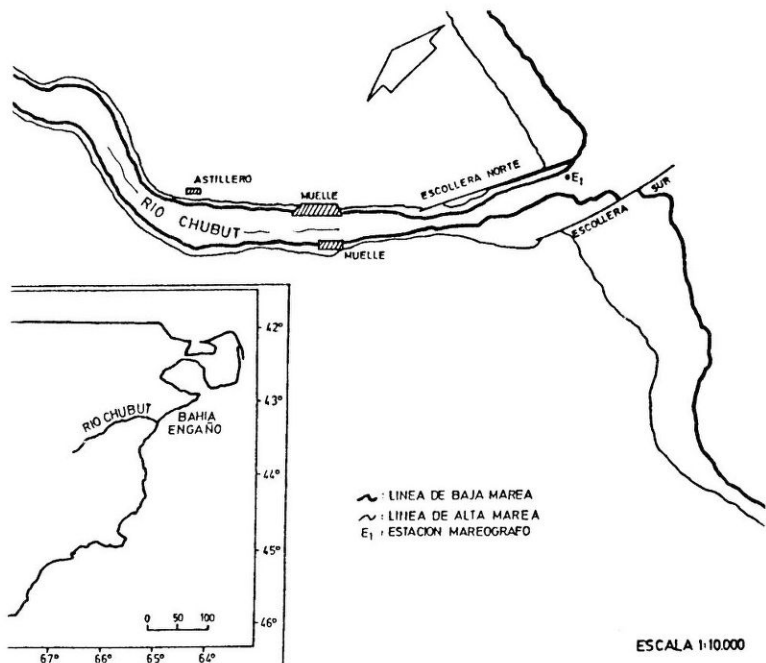 ESCOLLERA NORTE
E₁
ASTILLERO
MUELLE
SUR
ESCOLLERA
RIO CHUBUT
MUELLE
42°
RIO CHUBUT
BAHIA
ENGAÑO
43°
44°
: LINEA DE BAJA MAREA
: LINEA DE ALTA MAREA
E₁ : ESTACION MAREOGRAFO
45°
0 50 100
46°
67° 66° 65° 64°
ESCALA 1:10.000